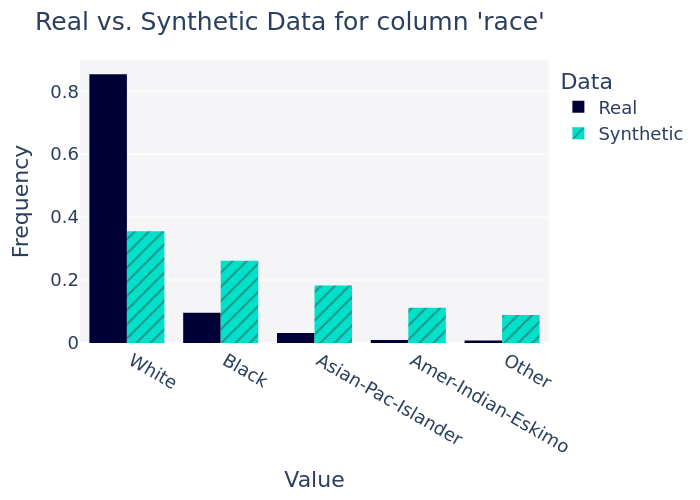 Real vs. Synthetic Data for column 'race'
Data
Real
Synthetic
Frequency
0.8
0.6
0.4
0.2
0
White
Black
Asian-Pac-Islander
Amer-Indian-Eskimo
Other
Value